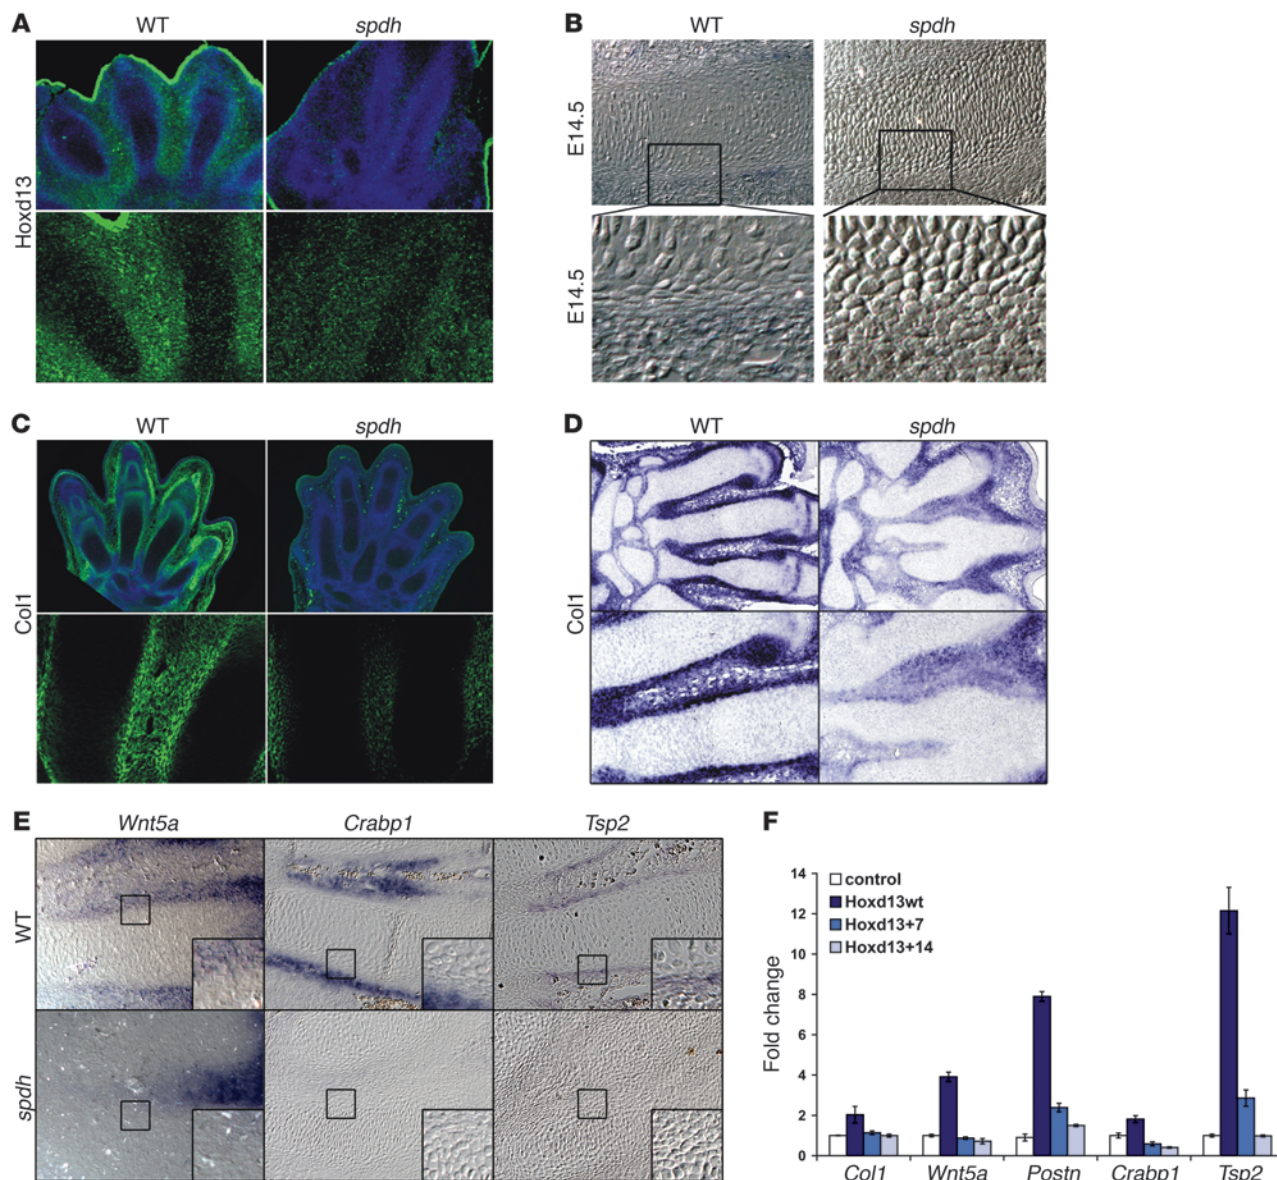 A
WT
spdh
Hoxd13
B
WT
spdh
E14.5
E14.5
C
WT
spdh
Col1
D
WT
spdh
Col1
E
Wnt5a
Crabp1
Tsp2
WT
spdh
F
14
12
10
8
6
4
2
0
Fold change
control
Hoxd13wt
Hoxd13+7
Hoxd13+14
Col1
Wnt5a
Postn
Crabp1
Tsp2